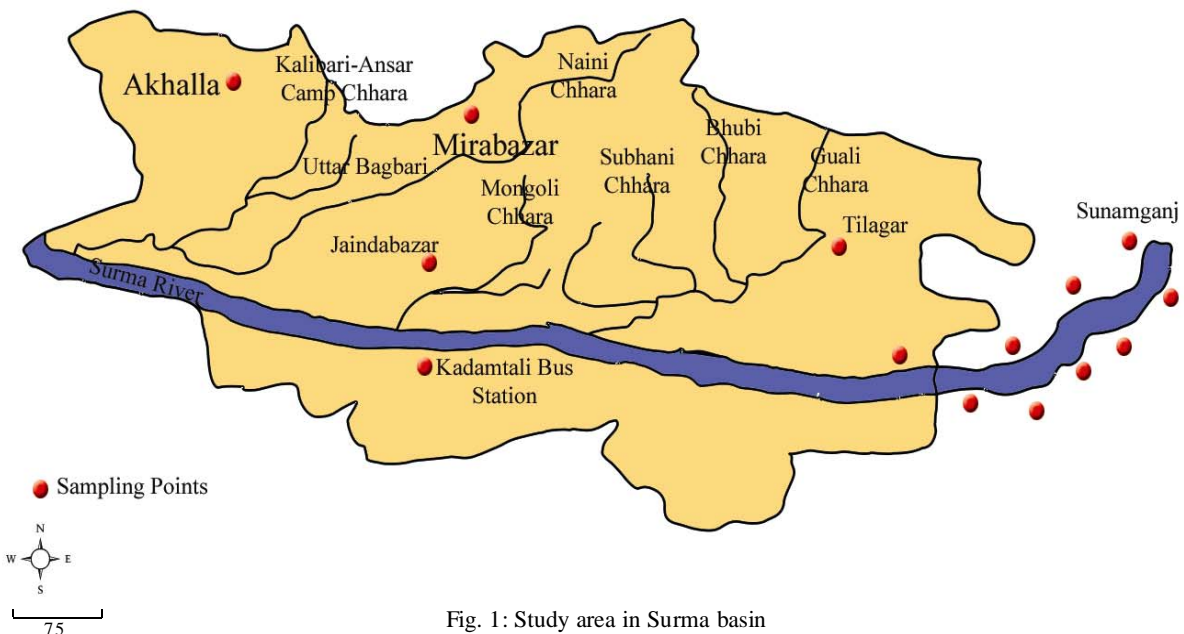 Kalibari-Ansar
Camp Chhara
Akhalla
Naini
Chhara
Mirabazar
Bhubi
Chhara
Uttar Bagbari
Subhani
Chhara
Guali
Chhara
Mongoli
Chhara
Sunamganj
Jaindabazar
Tilagar
Surma River
Kadamtali Bus
Station
Sampling Points
N
W E
S
75
Fig. 1: Study area in Surma basin